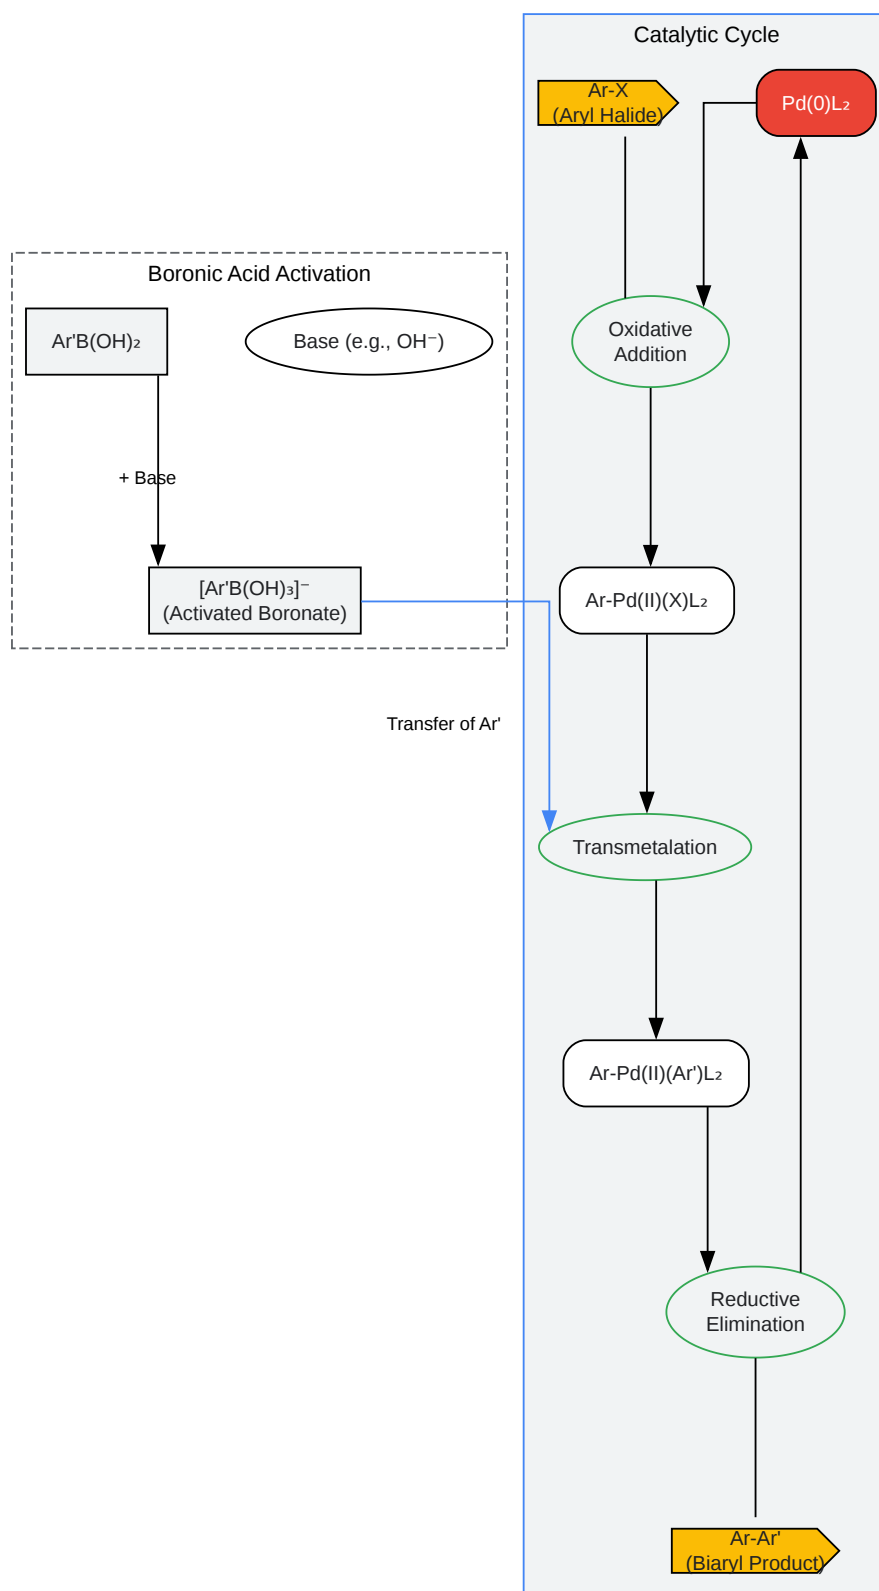 Catalytic Cycle
Ar-X
(Aryl Halide)
Pd(0)L₂
Boronic Acid Activation
Ar'B(OH)₂
Base (e.g., OH⁻)
Oxidative
Addition
+ Base
[Ar'B(OH)₃]⁻
(Activated Boronate)
Ar-Pd(II)(X)L₂
Transfer of Ar'
Transmetalation
Ar-Pd(II)(Ar')L₂
Reductive
Elimination
Ar-Ar'
(Biaryl Product)